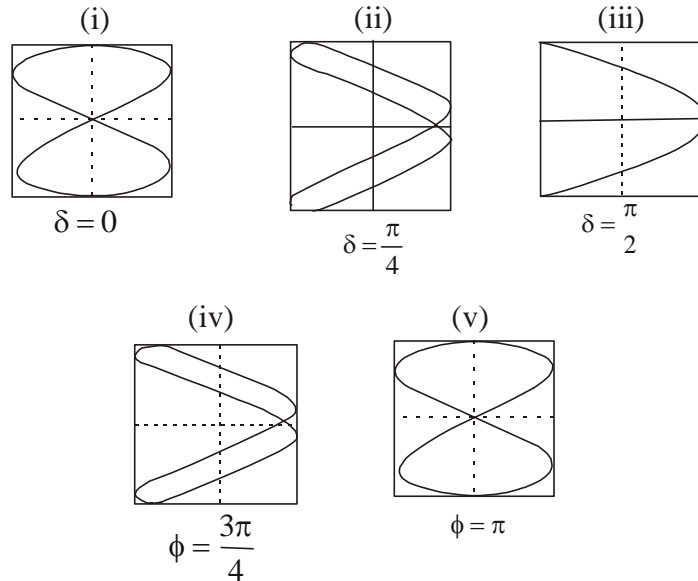 (i) (ii) (iii)
δ = 0 δ = π/4 δ = π/2
(iv) (v)
ϕ = 3π/4 ϕ = π